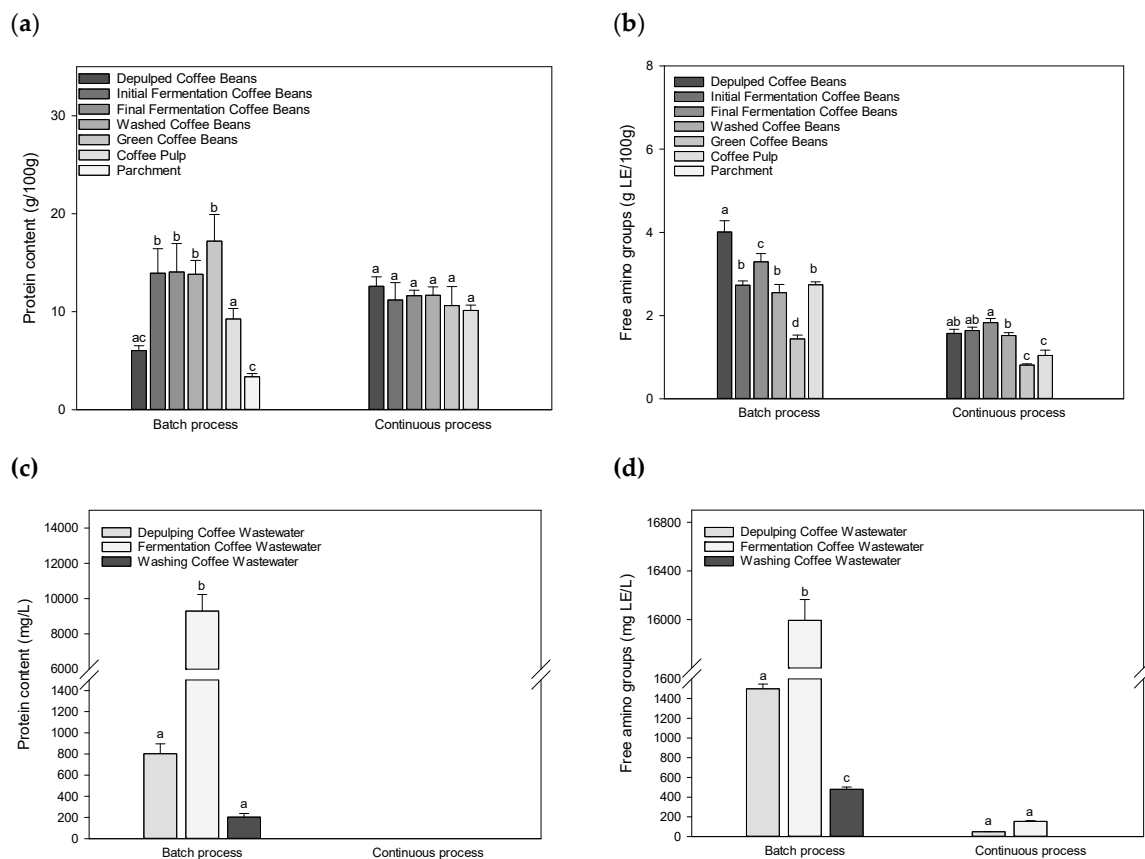 (a)
30
20
10
0
Protein content (g/100g)
Depulped Coffee Beans
Initial Fermentation Coffee Beans
Final Fermentation Coffee Beans
Washed Coffee Beans
Green Coffee Beans
Coffee Pulp
Parchment
ac
b
b
b
b
a
c
a
a
a
a
a
a
Batch process
Continuous process
(b)
8
6
4
2
0
Free amino groups (g LE/100g)
Depulped Coffee Beans
Initial Fermentation Coffee Beans
Final Fermentation Coffee Beans
Washed Coffee Beans
Green Coffee Beans
Coffee Pulp
Parchment
a
b
c
b
d
b
ab
ab
a
b
c
c
Batch process
Continuous process
(c)
14000
12000
10000
8000
6000
1400
1200
1000
800
600
400
200
0
Protein content (mg/L)
Depulping Coffee Wastewater
Fermentation Coffee Wastewater
Washing Coffee Wastewater
a
b
a
Batch process
Continuous process
(d)
16800
16400
16000
1600
1400
1200
1000
800
600
400
200
0
Free amino groups (mg LE/L)
Depulping Coffee Wastewater
Fermentation Coffee Wastewater
Washing Coffee Wastewater
a
b
c
a
a
Batch process
Continuous process